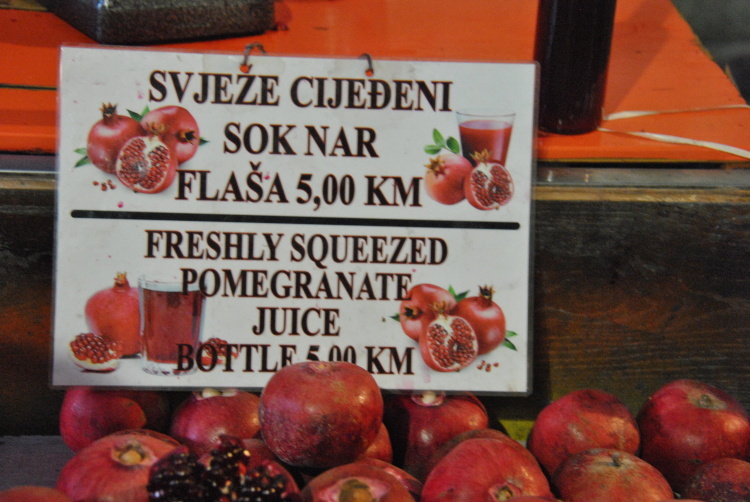 SVJEŽE CIJEĐENI
SOK NAR
FLAŠA 5,00 KM
FRESHLY SQUEEZED
POMEGRANATE
JUICE
BOTTLE 5,00 KM